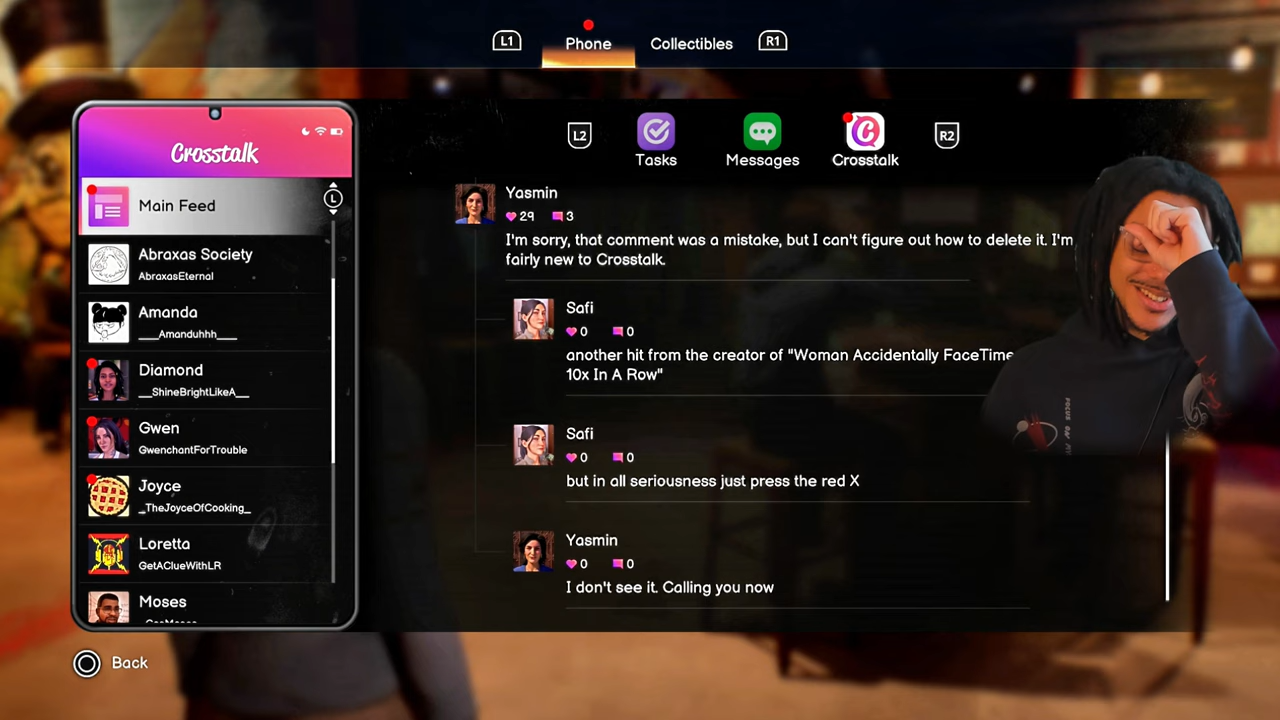 L1
Phone
Collectibles
R1
Crosstalk
L2
Tasks
Messages
Crosstalk
R2
Main Feed
L
Abraxas Society
AbraxasEternal
Amanda
___Amanduhhh___
Diamond
__ShineBrightLikeA__
Gwen
GwenchantForTrouble
Joyce
_TheJoyceOfCooking_
Loretta
GetAClueWithLR
Moses
Yasmin
29 3
I'm sorry, that comment was a mistake, but I can't figure out how to delete it. I'm
fairly new to Crosstalk.
Safi
0 0
another hit from the creator of "Woman Accidentally FaceTime
10x In A Row"
Safi
0 0
but in all seriousness just press the red X
Yasmin
0 0
I don't see it. Calling you now
FOCUS ON
Back